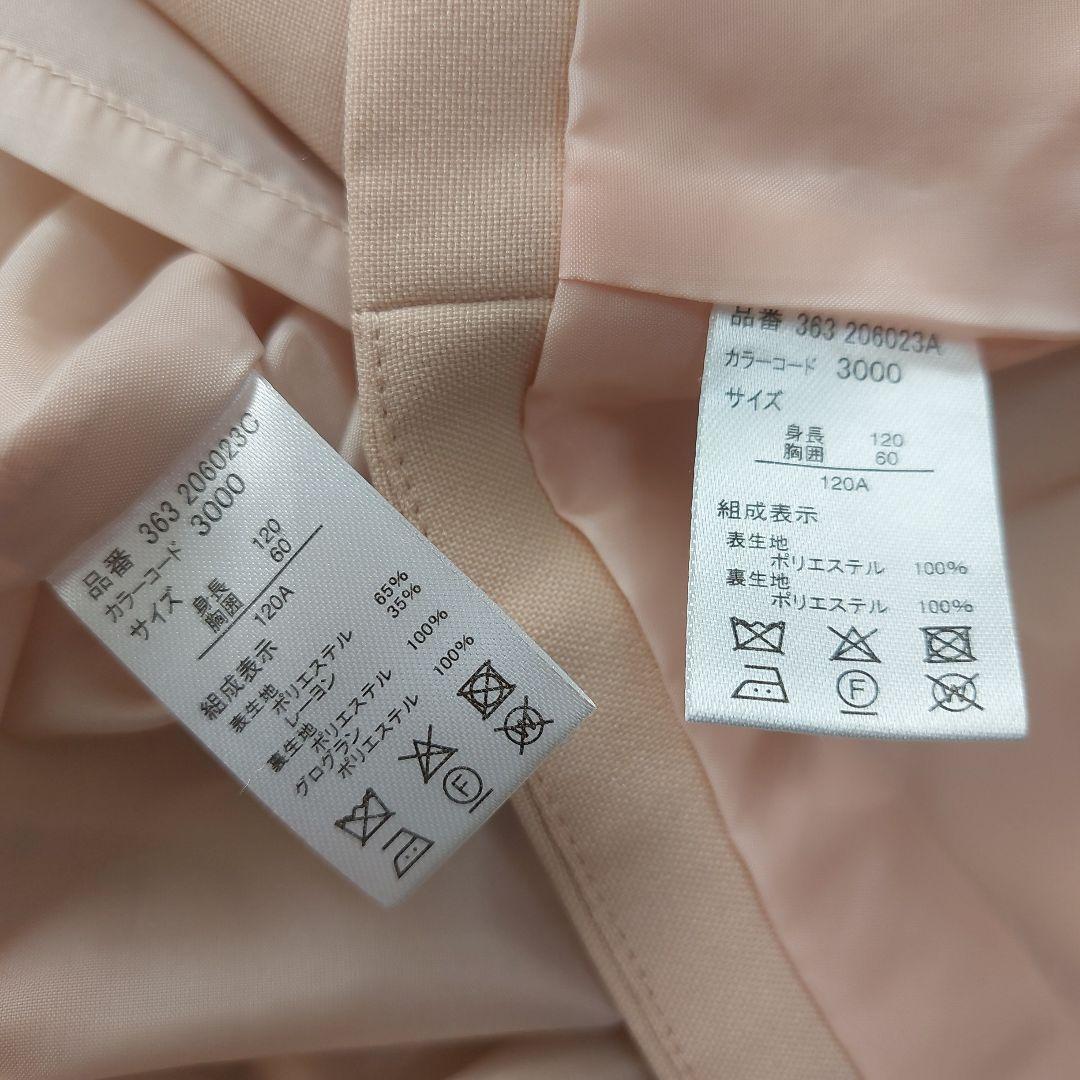 品番 363 206023C
カラーコード 3000
サイズ
身長 120
胸囲 60
120A
組成表示
表生地
ポリエステル 65%
レーヨン 35%
裏生地
ポリエステル 100%
グログラン
ポリエステル 100%
F
W
品番 363 206023A
カラーコード 3000
サイズ
身長 120
胸囲 60
120A
組成表示
表生地
ポリエステル 100%
裏生地
ポリエステル 100%
F
W